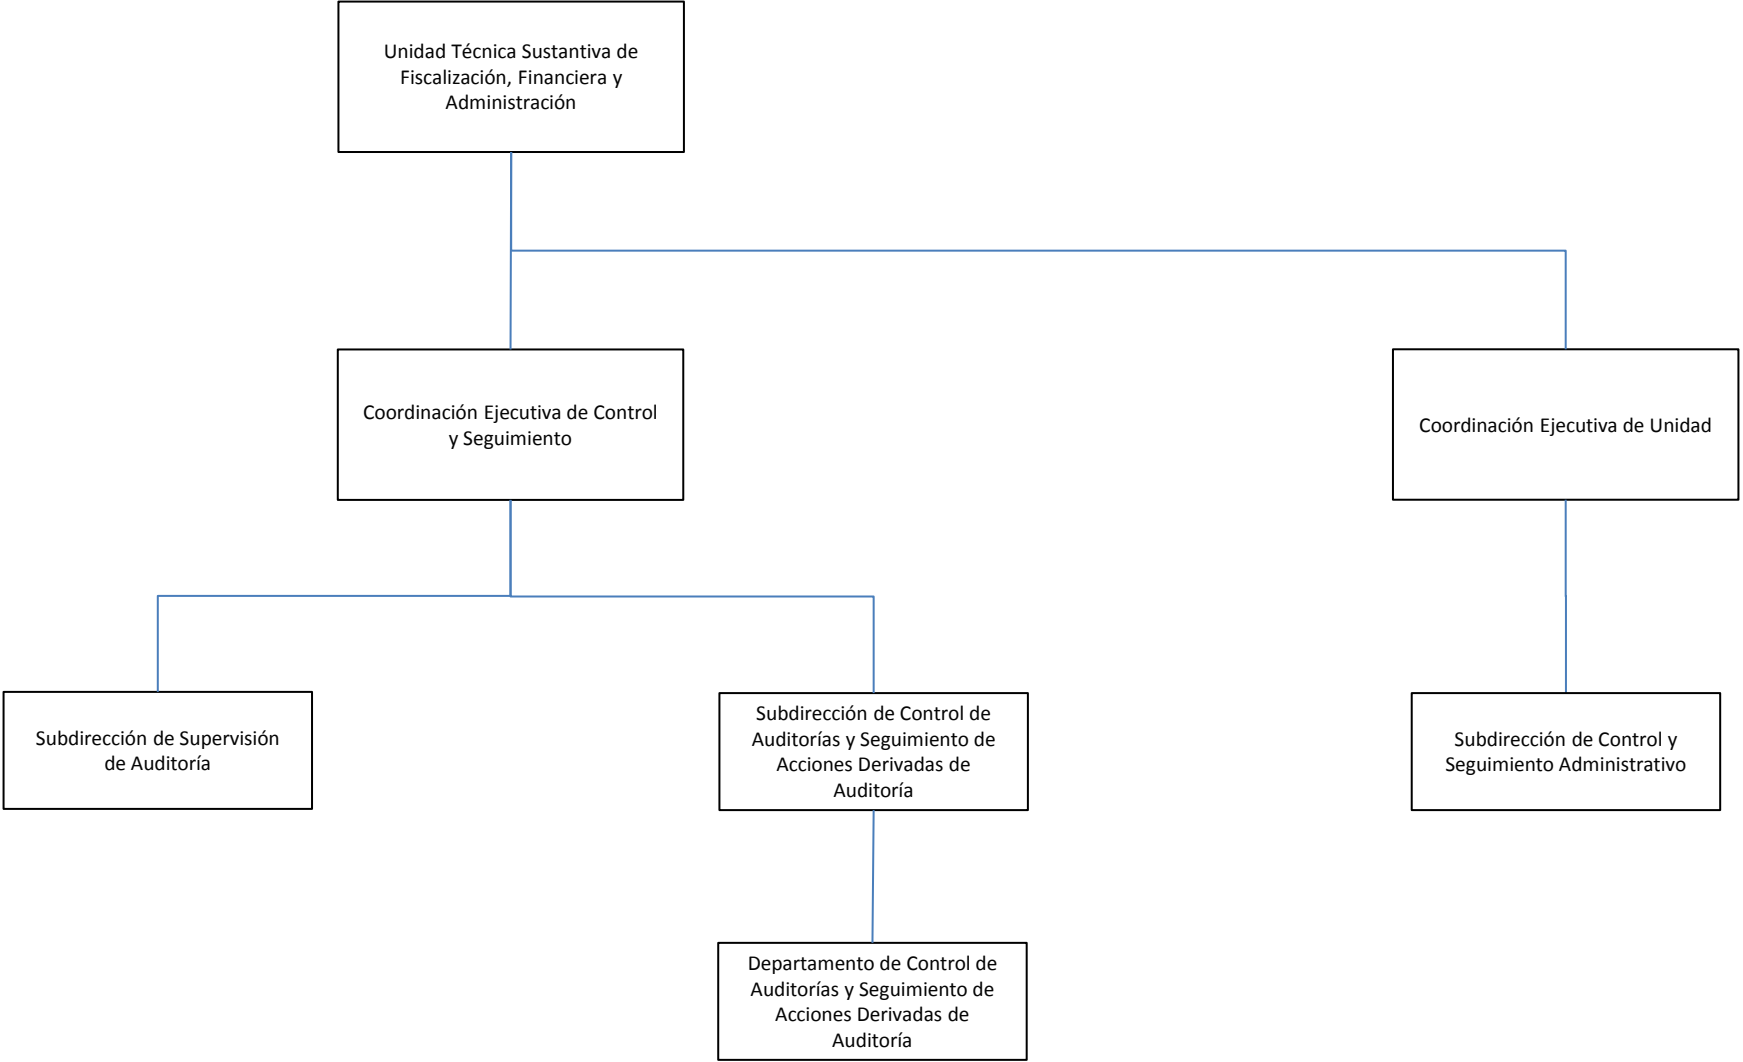 Unidad Técnica Sustantiva de
Fiscalización, Financiera y
Administración
Coordinación Ejecutiva de Control
y Seguimiento
Coordinación Ejecutiva de Unidad
Subdirección de Supervisión
de Auditoría
Subdirección de Control de
Auditorías y Seguimiento de
Acciones Derivadas de
Auditoría
Subdirección de Control y
Seguimiento Administrativo
Departamento de Control de
Auditorías y Seguimiento de
Acciones Derivadas de
Auditoría